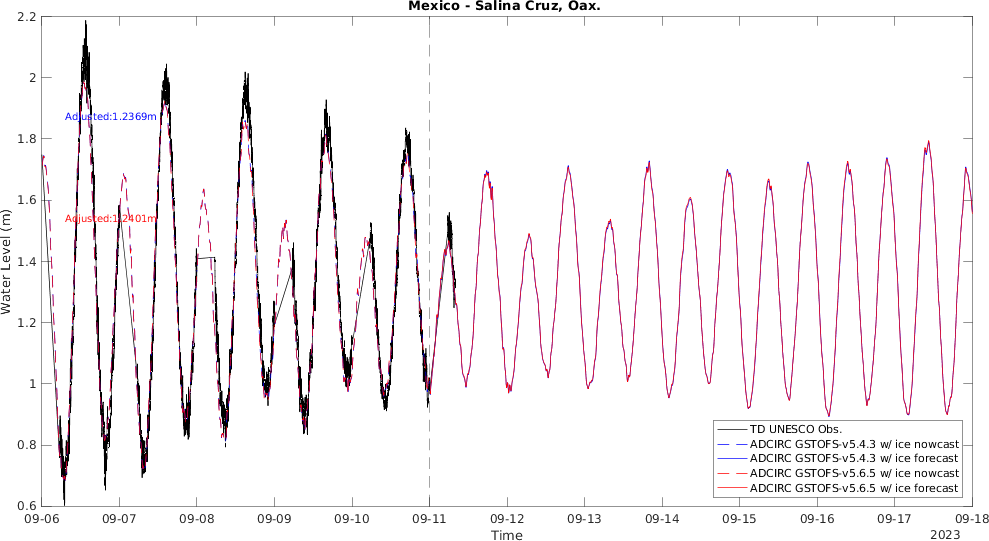 Mexico - Salina Cruz, Oax.
2.2
2
1.8
1.6
1.4
1.2
1
0.8
0.6
Water Level (m)
Adjusted:1.2369m
Adjusted:1.2401m
TD UNESCO Obs.
ADCIRC GSTOFS-v5.4.3 w/ ice nowcast
ADCIRC GSTOFS-v5.4.3 w/ ice forecast
ADCIRC GSTOFS-v5.6.5 w/ ice nowcast
ADCIRC GSTOFS-v5.6.5 w/ ice forecast
09-06 09-07 09-08 09-09 09-10 09-11 09-12 09-13 09-14 09-15 09-16 09-17 09-18
Time
2023